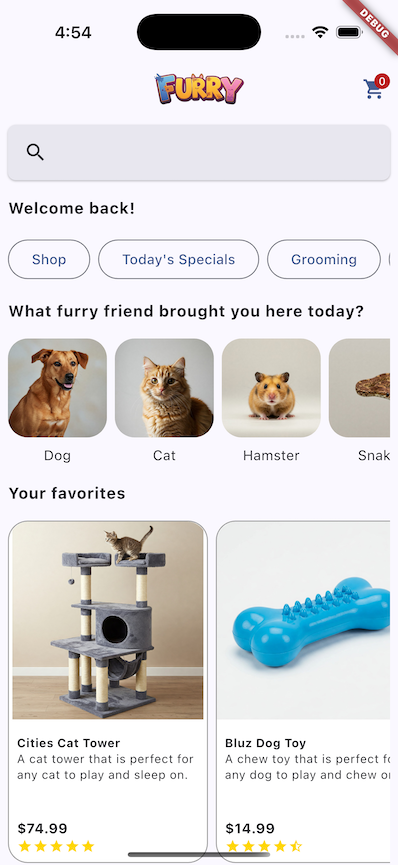 4:54
DEBUG
FURRY
0
Welcome back!
Shop
Today's Specials
Grooming
What furry friend brought you here today?
Dog
Cat
Hamster
Snak
Your favorites
Cities Cat Tower
A cat tower that is perfect for
any cat to play and sleep on.
$74.99
Bluz Dog Toy
A chew toy that is perfect fo
any dog to play and chew o
$14.99